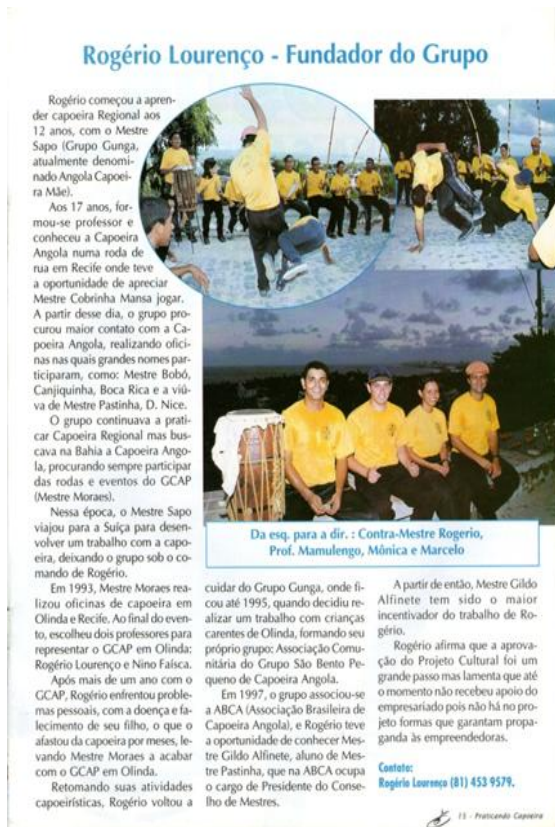 Rogério Lourenço - Fundador do Grupo
Rogério começou a apren-
der capoeira Regional aos
12 anos, com o Mestre
Sapo (Grupo Gunga,
atualmente denomi-
nado Angola Capoei-
ra Mãe).
Aos 17 anos, for-
mou-se professor e
conheceu a Capoeira
Angola numa roda de
rua em Recife onde teve
a oportunidade de apreciar
Mestre Cobrinha Mansa jogar.
A partir desse dia, o grupo pro-
curou maior contato com a Ca-
poeira Angola, realizando ofici-
nas nas quais grandes nomes par-
ticiparam, como: Mestre Bobó,
Canjiquinha, Boca Rica e a viú-
va de Mestre Pastinha, D. Nice.
O grupo continuava a prati-
car Capoeira Regional mas bus-
cava na Bahia a Capoeira Ango-
la, procurando sempre participar
das rodas e eventos do GCAP
(Mestre Moraes).
Nessa época, o Mestre Sapo
viajou para a Suíça para desen-
volver um trabalho com a capo-
eira, deixando o grupo sob o co-
mando de Rogério.
Em 1993, Mestre Moraes rea-
lizou oficinas de capoeira em
Olinda e Recife. Ao final do even-
to, escolheu dois professores para
representar o GCAP em Olinda:
Rogério Lourenço e Nino Faísca.
Após mais de um ano com o
GCAP, Rogério enfrentou proble-
mas pessoais, com a doença e fa-
lecimento de seu filho, o que o
afastou da capoeira por meses, le-
vando Mestre Moraes a acabar
com o GCAP em Olinda.
Retomando suas atividades
capoeirísticas, Rogério voltou a
Da esq. para a dir. : Contra-Mestre Rogerio,
Prof. Mamulengo, Mônica e Marcelo
cuidar do Grupo Gunga, onde fi-
cou até 1995, quando decidiu re-
alizar um trabalho com crianças
carentes de Olinda, formando seu
próprio grupo: Associação Comu-
nitária do Grupo São Bento Pe-
queno de Capoeira Angola.
Em 1997, o grupo associou-se
a ABCA (Associação Brasileira de
Capoeira Angola), e Rogério teve
a oportunidade de conhecer Mes-
tre Gildo Alfinete, aluno de Mes-
tre Pastinha, que na ABCA ocupa
o cargo de Presidente do Conse-
lho de Mestres.
A partir de então, Mestre Gildo
Alfinete tem sido o maior
incentivador do trabalho de Ro-
gério.
Rogério afirma que a aprova-
ção do Projeto Cultural foi um
grande passo mas lamenta que até
o momento não recebeu apoio do
empresariado pois não há no pro-
jeto formas que garantam propa-
ganda às empreendedoras.
Contato:
Rogério Lourenço (81) 453 9579.
15 - Praticando Capoeira